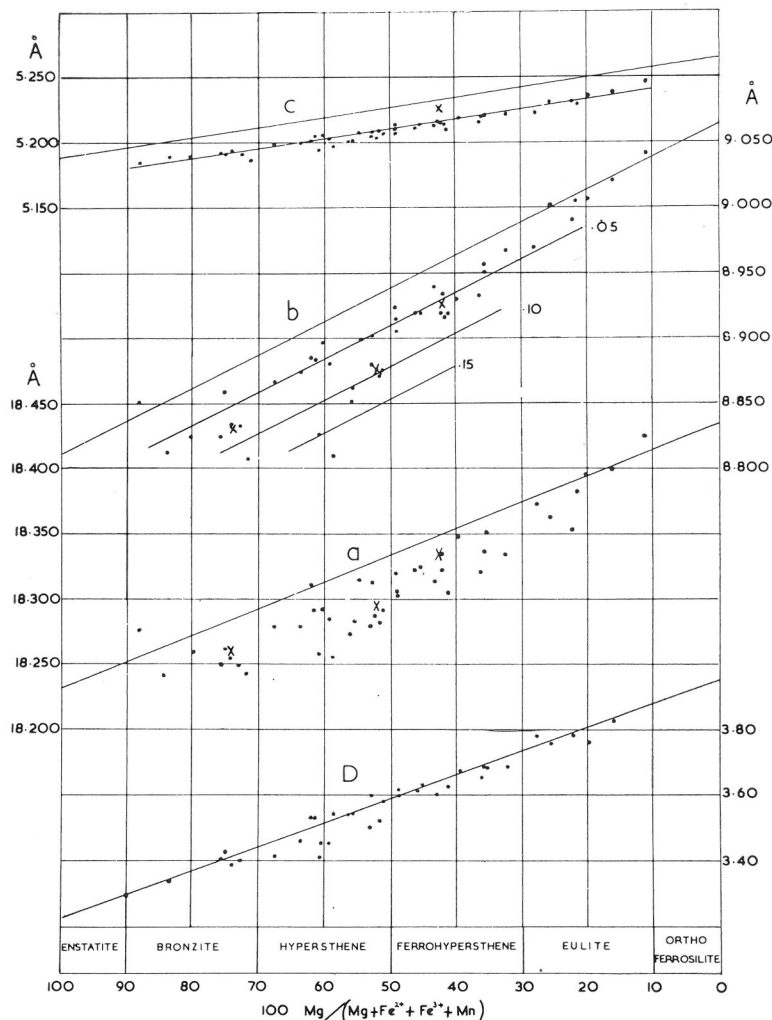 Å
5.250
c
5.200
5.150
Å
9.050
9.000
.05
8.950
b
.10
8.900
.15
8.850
Å
18.450
18.400
8.800
18.350
a
18.300
18.250
18.200
3.80
D
3.60
3.40
ENSTATITE BRONZITE HYPERSTHENE FERROHYPERSTHENE EULITE ORTHO FERROSILITE
100 90 80 70 60 50 40 30 20 10 0
100 Mg/(Mg+Fe²⁺+Fe³⁺+Mn)